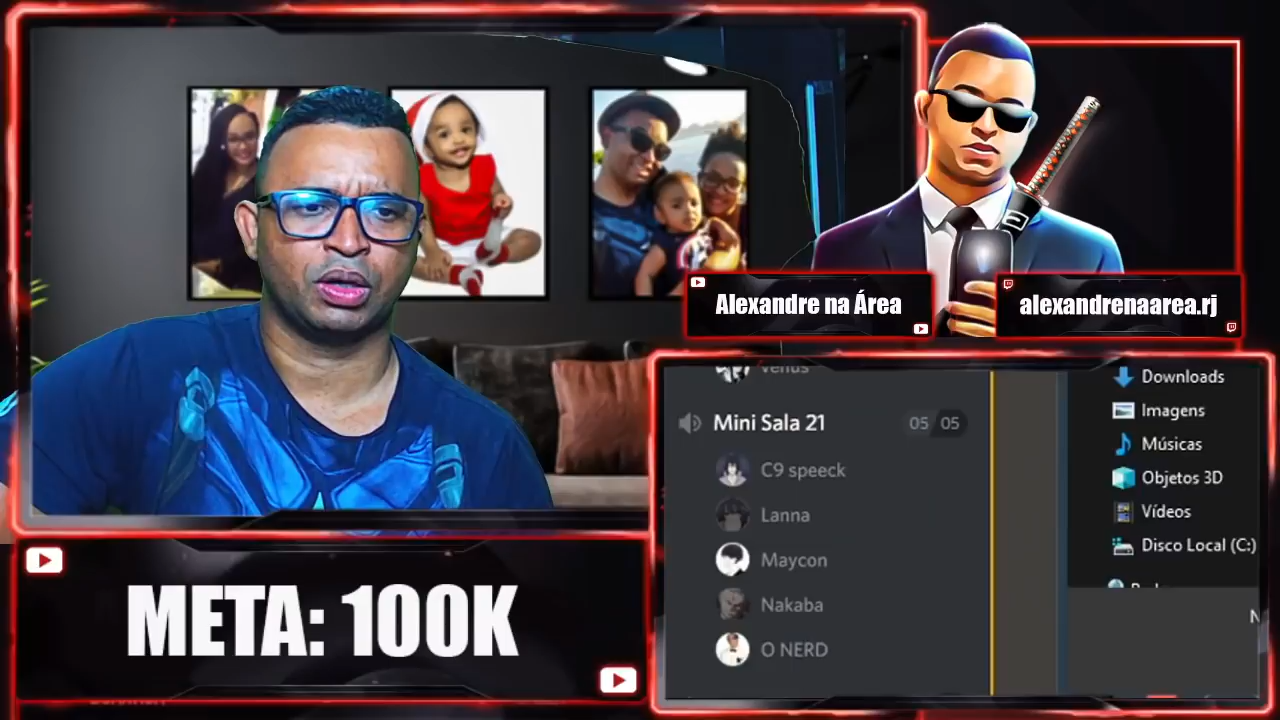 Alexandre na Área
alexandrenaarea.rj
venus
Mini Sala 21
05 05
C9 speeck
Lanna
Maycon
Nakaba
O NERD
Downloads
Imagens
Músicas
Objetos 3D
Vídeos
Disco Local (C:)
META: 100K